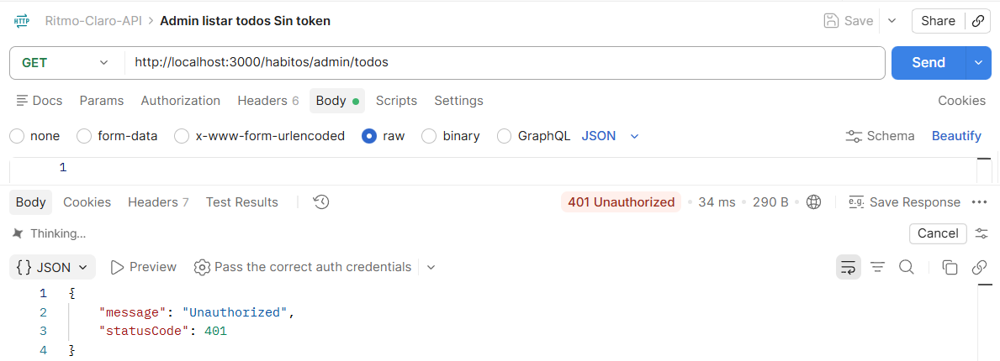 HTTP Ritmo-Claro-API > Admin listar todos Sin token Save Share
GET http://localhost:3000/habitos/admin/todos Send
Docs Params Authorization Headers 6 Body Scripts Settings Cookies
none form-data x-www-form-urlencoded raw binary GraphQL JSON Schema Beautify
1
Body Cookies Headers 7 Test Results 401 Unauthorized • 34 ms • 290 B • e.g. Save Response
Thinking... Cancel
{} JSON Preview Pass the correct auth credentials
1 {
2 "message": "Unauthorized",
3 "statusCode": 401
4 }